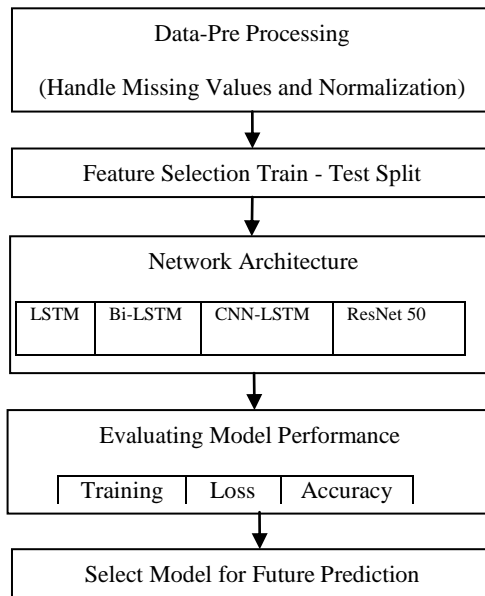 Data-Pre Processing
(Handle Missing Values and Normalization)
Feature Selection Train - Test Split
Network Architecture
LSTM Bi-LSTM CNN-LSTM ResNet 50
Evaluating Model Performance
Training Loss Accuracy
Select Model for Future Prediction